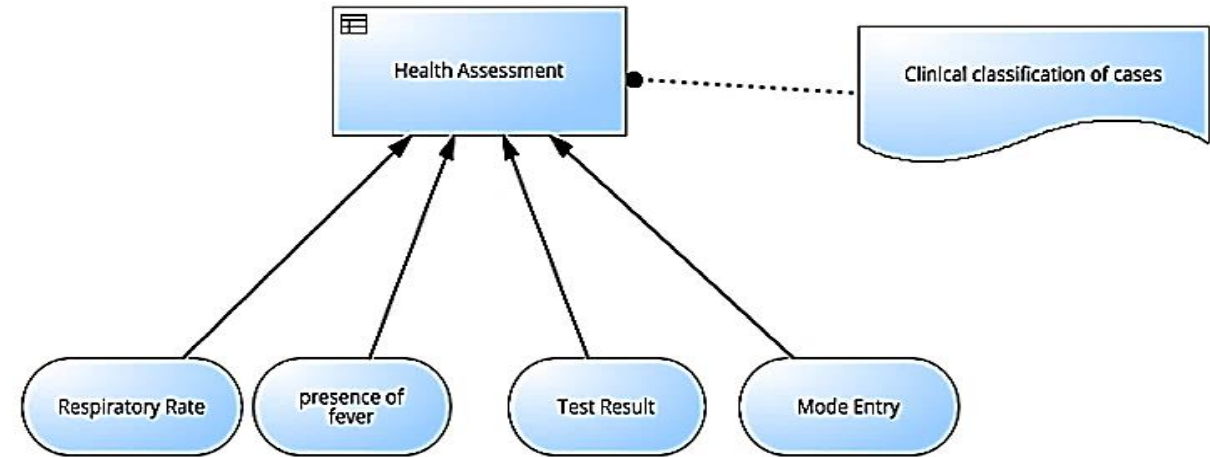 Health Assessment
Clinical classification of cases
Respiratory Rate
presence of
fever
Test Result
Mode Entry